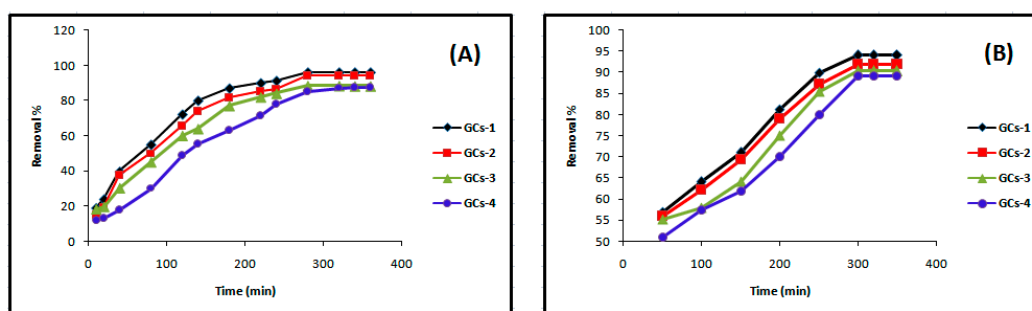 (A)
Removal %
120
100
80
60
40
20
0
0 100 200 300 400
Time (min)
GCs-1
GCs-2
GCs-3
GCs-4
(B)
Removal %
100
95
90
85
80
75
70
65
60
55
50
0 100 200 300 400
Time (min)
GCs-1
GCs-2
GCs-3
GCs-4